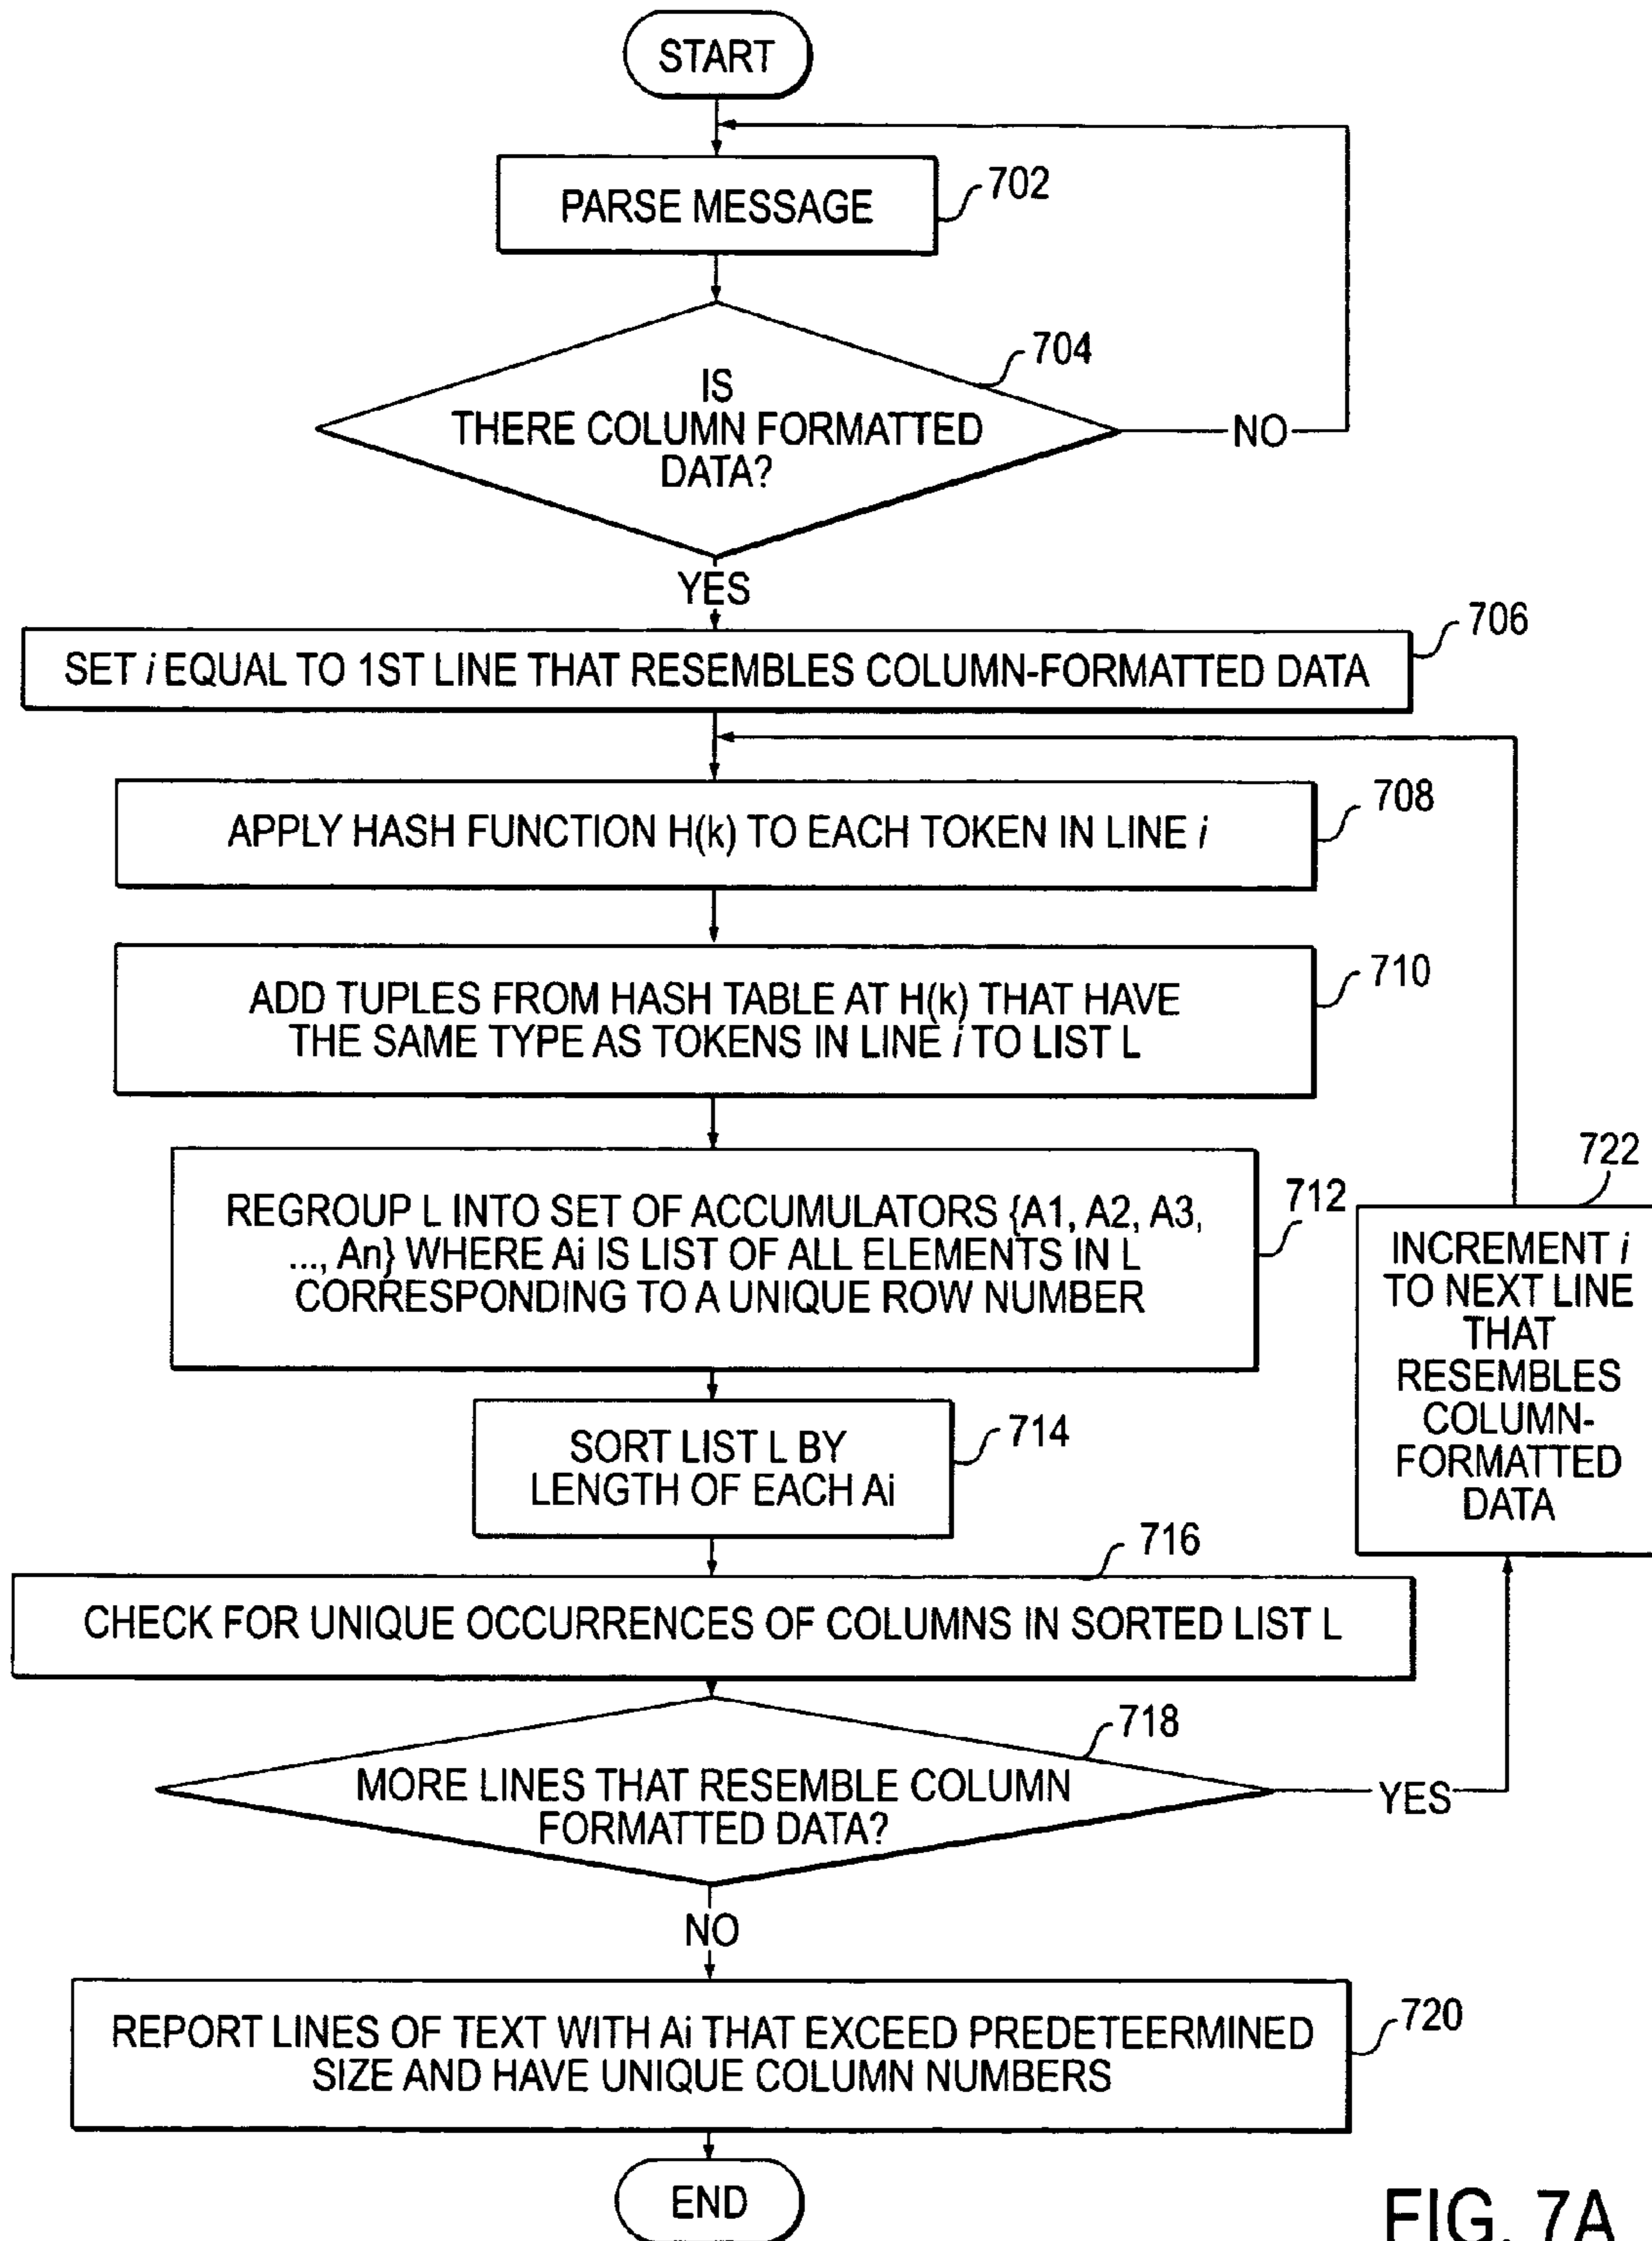 START
PARSE MESSAGE
702
704
IS
THERE COLUMN FORMATTED
DATA?
NO
YES
706
SET i EQUAL TO 1ST LINE THAT RESEMBLES COLUMN-FORMATTED DATA
708
APPLY HASH FUNCTION H(k) TO EACH TOKEN IN LINE i
710
ADD TUPLES FROM HASH TABLE AT H(k) THAT HAVE
THE SAME TYPE AS TOKENS IN LINE i TO LIST L
712
REGROUP L INTO SET OF ACCUMULATORS {A1, A2, A3,
..., An} WHERE Ai IS LIST OF ALL ELEMENTS IN L
CORRESPONDING TO A UNIQUE ROW NUMBER
722
INCREMENT i
TO NEXT LINE
THAT
RESEMBLES
COLUMN-
FORMATTED
DATA
714
SORT LIST L BY
LENGTH OF EACH Ai
716
CHECK FOR UNIQUE OCCURRENCES OF COLUMNS IN SORTED LIST L
718
MORE LINES THAT RESEMBLE COLUMN
FORMATTED DATA?
YES
NO
720
REPORT LINES OF TEXT WITH Ai THAT EXCEED PREDETEERMINED
SIZE AND HAVE UNIQUE COLUMN NUMBERS
END
FIG. 7A